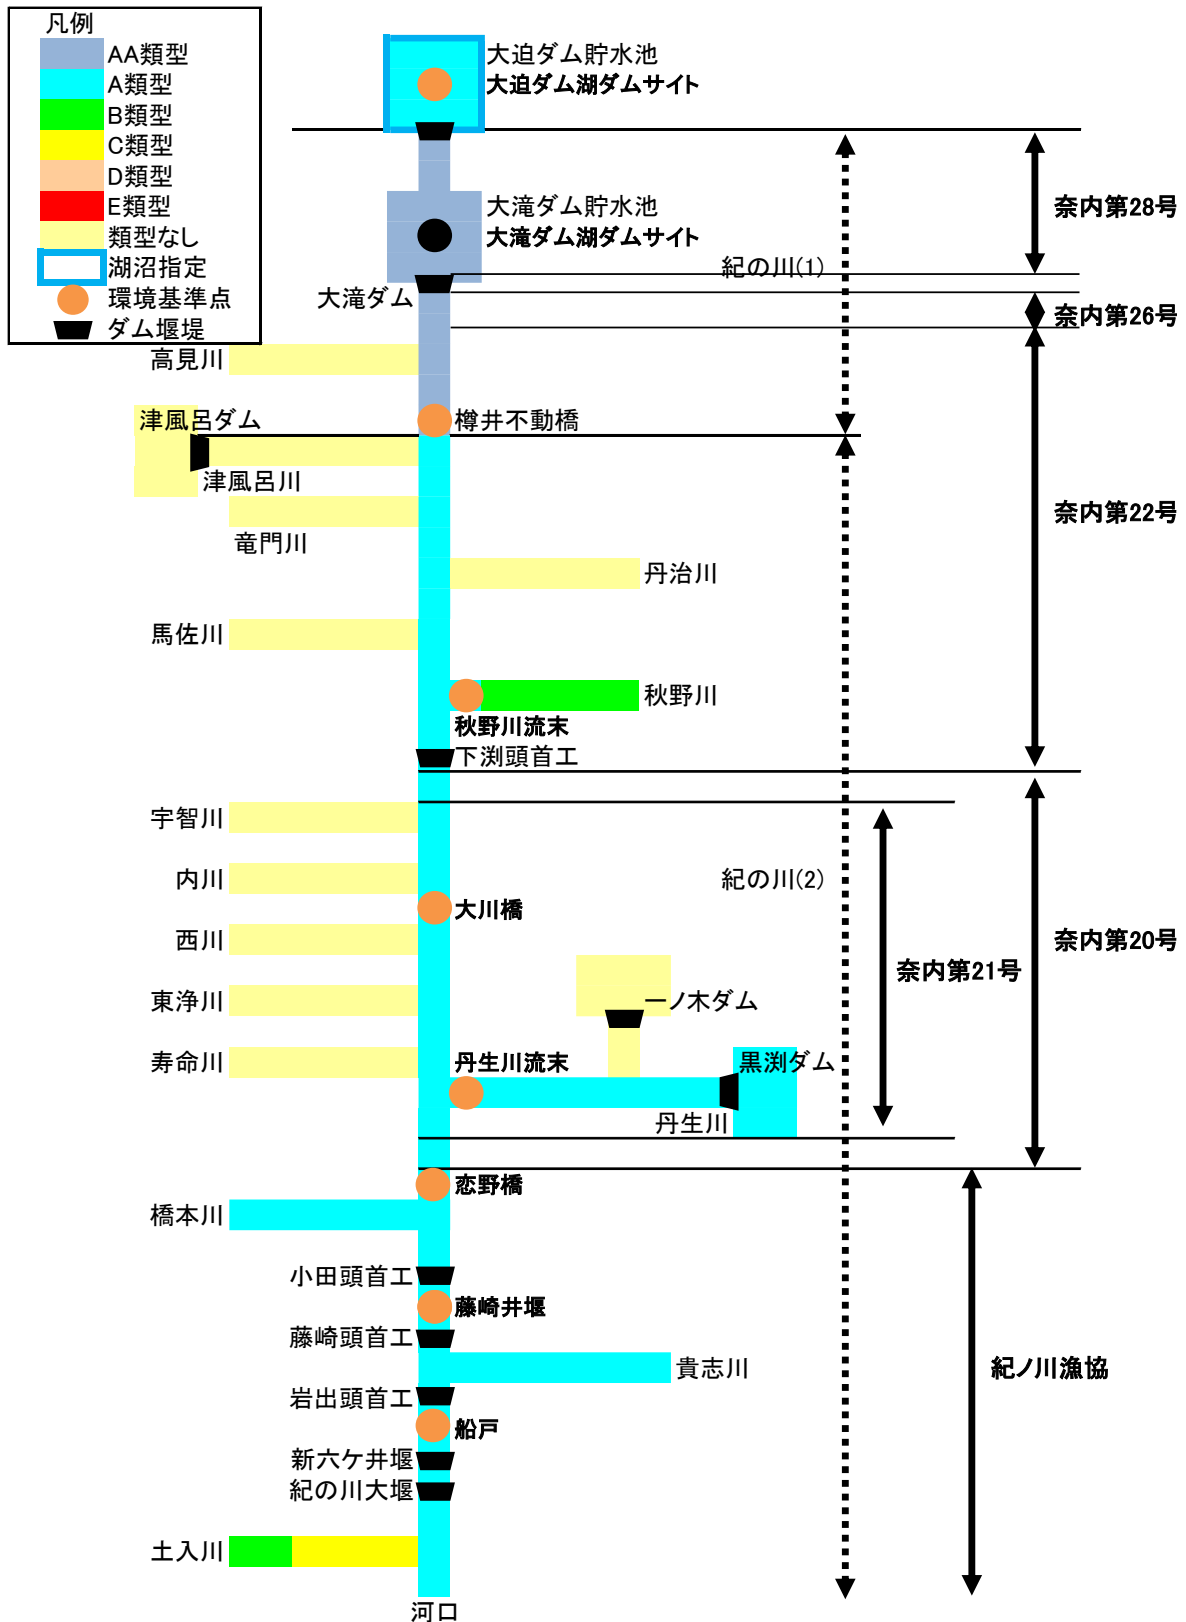 凡例
AA類型
A類型
B類型
C類型
D類型
E類型
類型なし
湖沼指定
環境基準点
ダム堰堤
大迫ダム貯水池
大迫ダム湖ダムサイト
奈内第28号
大滝ダム貯水池
大滝ダム湖ダムサイト
紀の川(1)
大滝ダム
奈内第26号
高見川
津風呂ダム
樽井不動橋
津風呂川
奈内第22号
竜門川
丹治川
馬佐川
秋野川
秋野川流末
下渕頭首工
宇智川
内川
紀の川(2)
大川橋
西川
奈内第20号
奈内第21号
東浄川
一ノ木ダム
寿命川
丹生川流末
黒渕ダム
丹生川
恋野橋
橋本川
小田頭首工
藤崎井堰
藤崎頭首工
貴志川
紀ノ川漁協
岩出頭首工
船戸
新六ケ井堰
紀の川大堰
土入川
河口